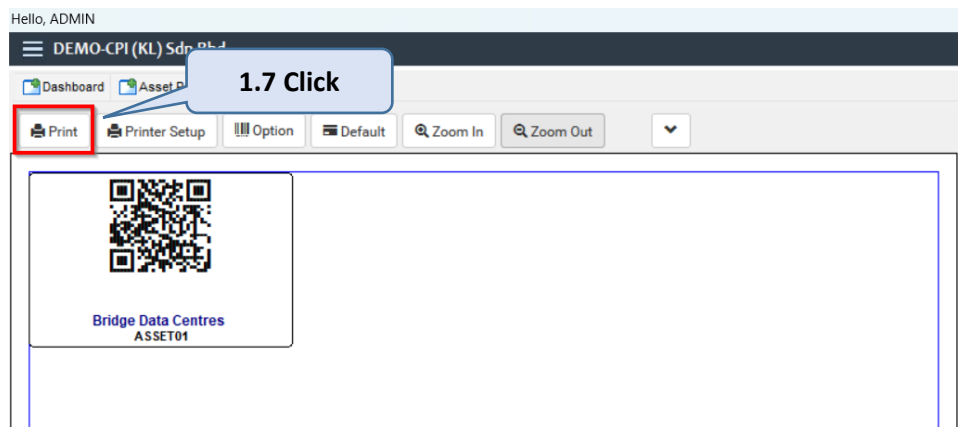 Hello, ADMIN
DEMO-CPI (KL) Sdn Bhd
1.7 Click
Dashboard Asset
Print Printer Setup Option Default Zoom In Zoom Out
Bridge Data Centres
ASSET01